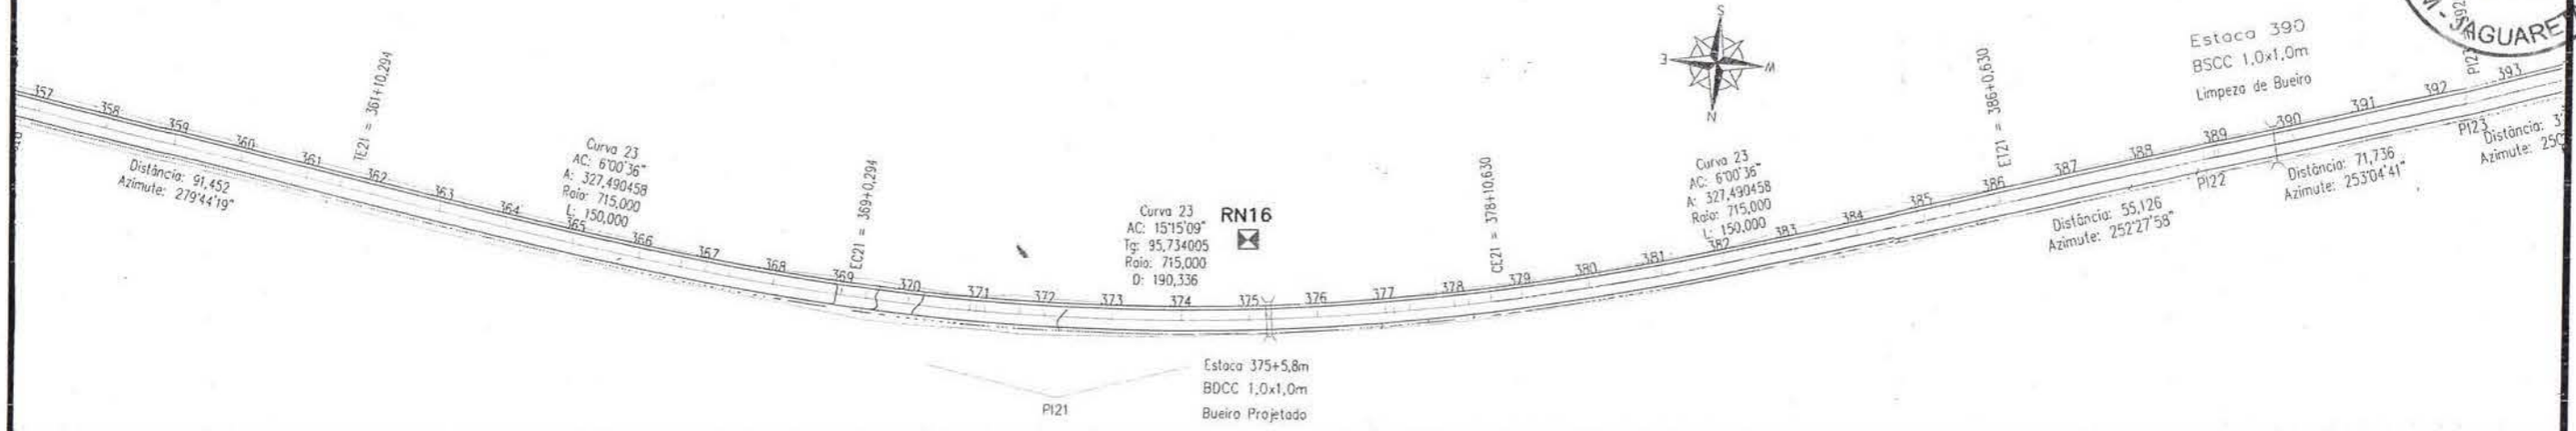 357
358
359
360
361
362
363
364
365
366
367
368
369
370
371
372
373
374
375
376
377
378
379
380
381
382
383
384
385
386
387
388
389
390
391
392
393
Distância: 91,452
Azimute: 279°44'19"
TE21 = 361+10,294
Curva 23
AC: 6°00'36"
A: 327,490458
Raio: 715,000
L: 150,000
EC21 = 369+0,294
Curva 23
AC: 15°15'09"
Tg: 95,734005
Raio: 715,000
D: 190,336
RN16
PI21
Estaca 375+5,8m
BDCC 1,0x1,0m
Bueiro Projetado
CE21 = 378+10,630
S
E
W
N
Curva 23
AC: 6°00'36"
A: 327,490458
Raio: 715,000
L: 150,000
ET21 = 386+0,630
Distância: 55,126
Azimute: 252°27'58"
PI22
Estaca 390
BSCC 1,0x1,0m
Limpeza de Bueiro
Distância: 71,736
Azimute: 253°04'41"
PI23
Distância: 3
Azimute: 250